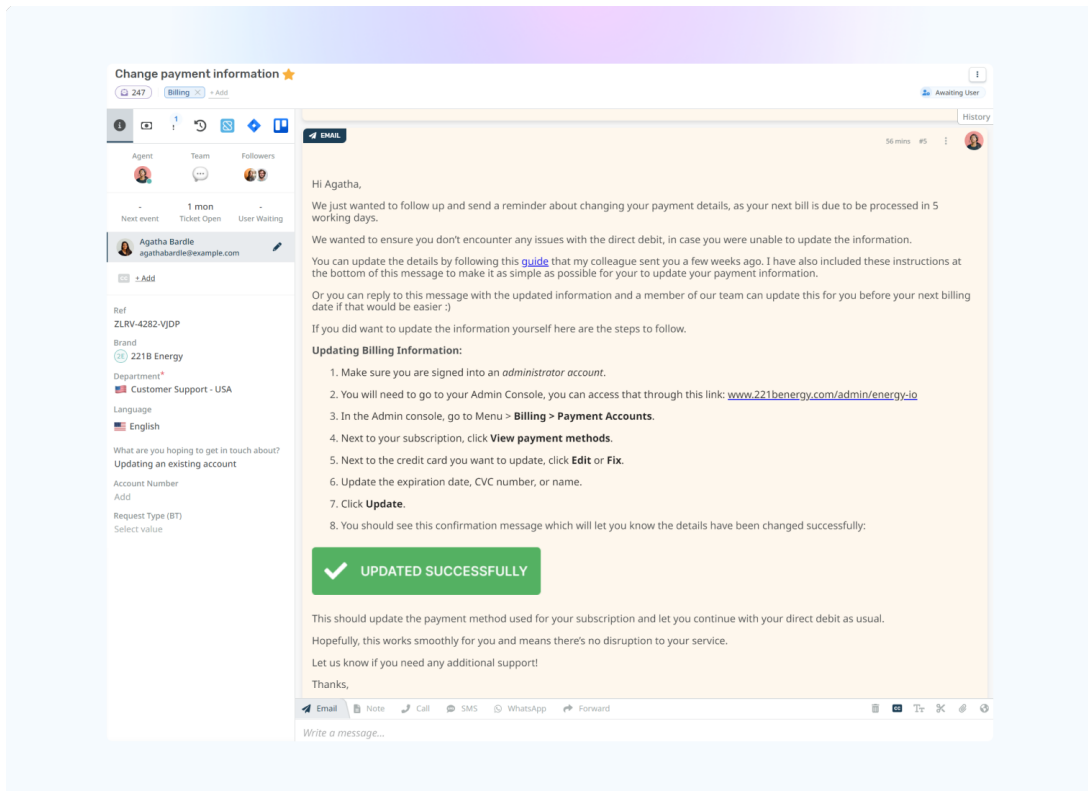 Change payment information
247 Billing × + Add
Awaiting User
History
1
Agent Team Followers
- 1 mon -
Next event Ticket Open User Waiting
Agatha Bardle
agathabardle@example.com
CC + Add
Ref
ZLRV-4282-VJDP
Brand
2E 221B Energy
Department*
Customer Support - USA
Language
English
What are you hoping to get in touch about?
Updating an existing account
Account Number
Add
Request Type (BT)
Select value
EMAIL
56 mins #5
Hi Agatha,
We just wanted to follow up and send a reminder about changing your payment details, as your next bill is due to be processed in 5
working days.
We wanted to ensure you don't encounter any issues with the direct debit, in case you were unable to update the information.
You can update the details by following this guide that my colleague sent you a few weeks ago. I have also included these instructions at
the bottom of this message to make it as simple as possible for your to update your payment information.
Or you can reply to this message with the updated information and a member of our team can update this for you before your next billing
date if that would be easier :)
If you did want to update the information yourself here are the steps to follow.
Updating Billing Information:
1. Make sure you are signed into an administrator account.
2. You will need to go to your Admin Console, you can access that through this link: www.221benergy.com/admin/energy-io
3. In the Admin console, go to Menu > Billing > Payment Accounts.
4. Next to your subscription, click View payment methods.
5. Next to the credit card you want to update, click Edit or Fix.
6. Update the expiration date, CVC number, or name.
7. Click Update.
8. You should see this confirmation message which will let you know the details have been changed successfully:
UPDATED SUCCESSFULLY
This should update the payment method used for your subscription and let you continue with your direct debit as usual.
Hopefully, this works smoothly for you and means there's no disruption to your service.
Let us know if you need any additional support!
Thanks,
Email Note Call SMS WhatsApp Forward CC TT
Write a message...